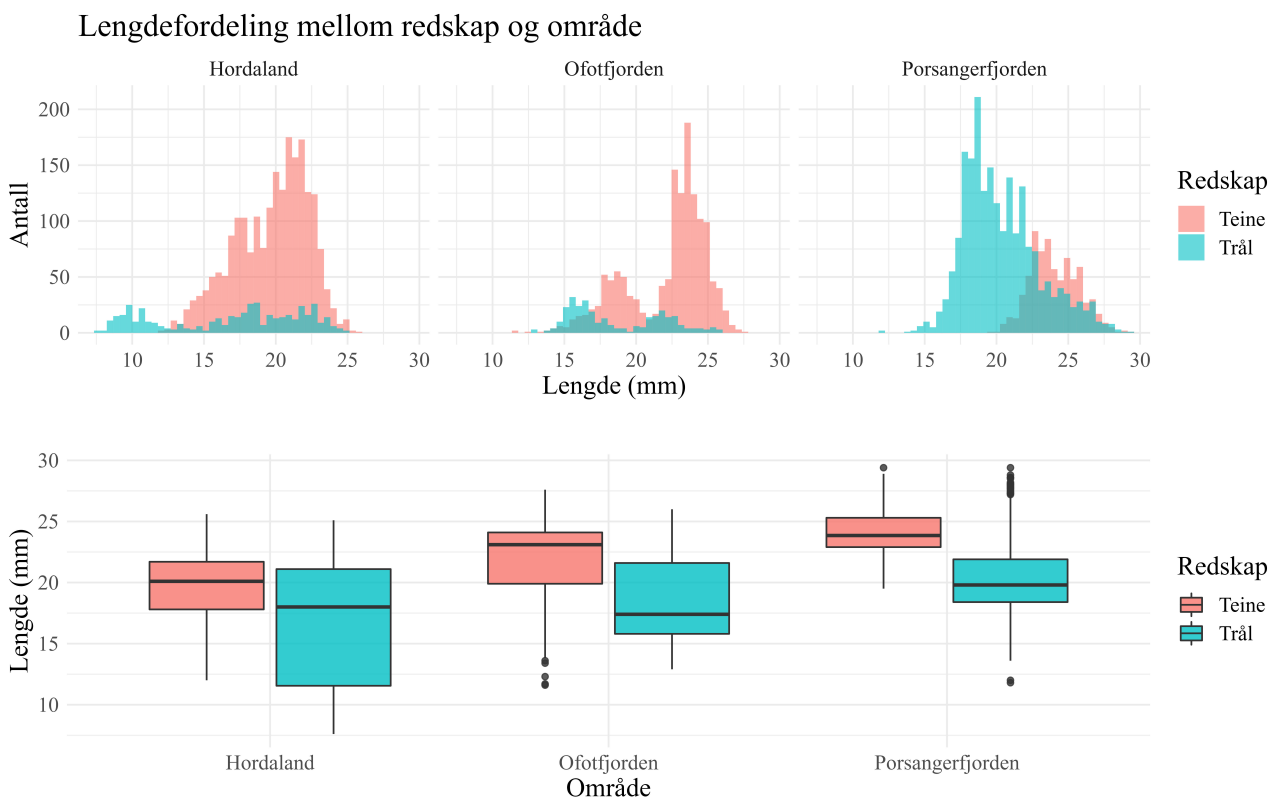 Lengdefordeling mellom redskap og område
Hordaland
Ofotfjorden
Porsangerfjorden
Antall
200
150
100
50
0
10 15 20 25 30
10 15 20 25 30
10 15 20 25 30
Lengde (mm)
Redskap
Teine
Trål
Lengde (mm)
30
25
20
15
10
Hordaland
Ofotfjorden
Porsangerfjorden
Område
Redskap
Teine
Trål